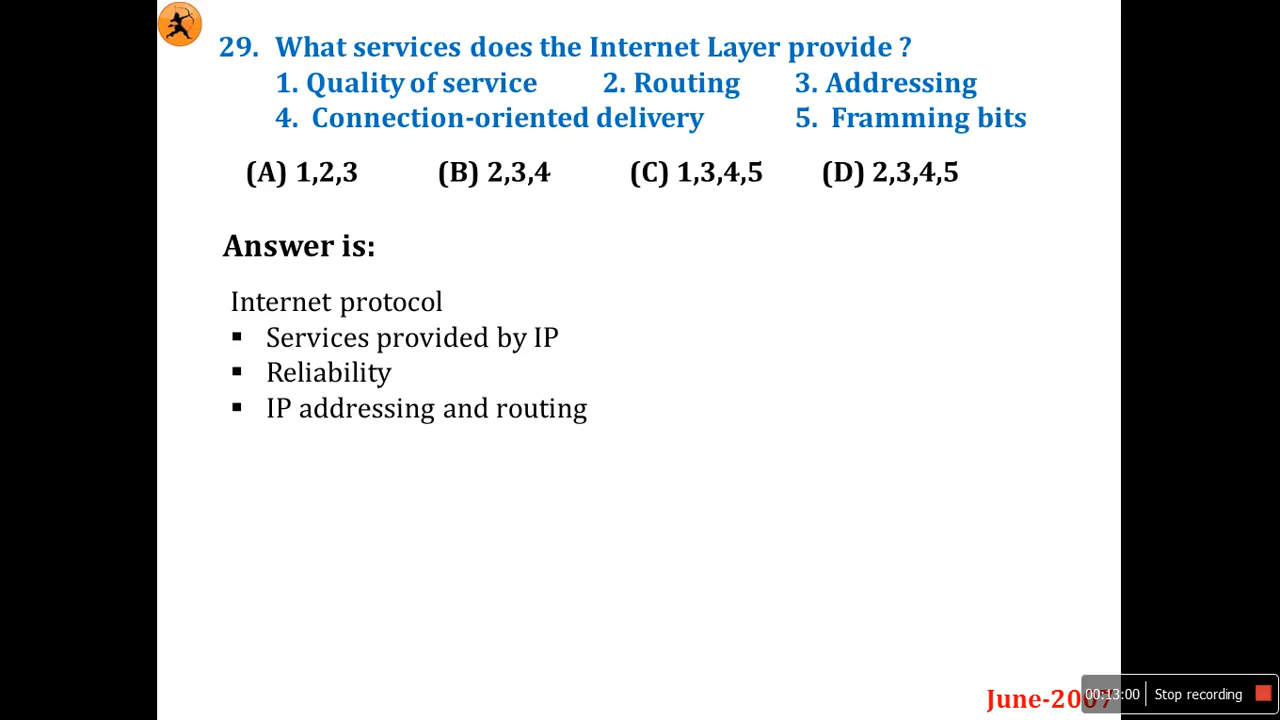 29. What services does the Internet Layer provide ?
1. Quality of service 2. Routing 3. Addressing
4. Connection-oriented delivery 5. Framming bits
(A) 1,2,3 (B) 2,3,4 (C) 1,3,4,5 (D) 2,3,4,5
Answer is:
Internet protocol
▪ Services provided by IP
▪ Reliability
▪ IP addressing and routing
June-2007
00:13:00 Stop recording